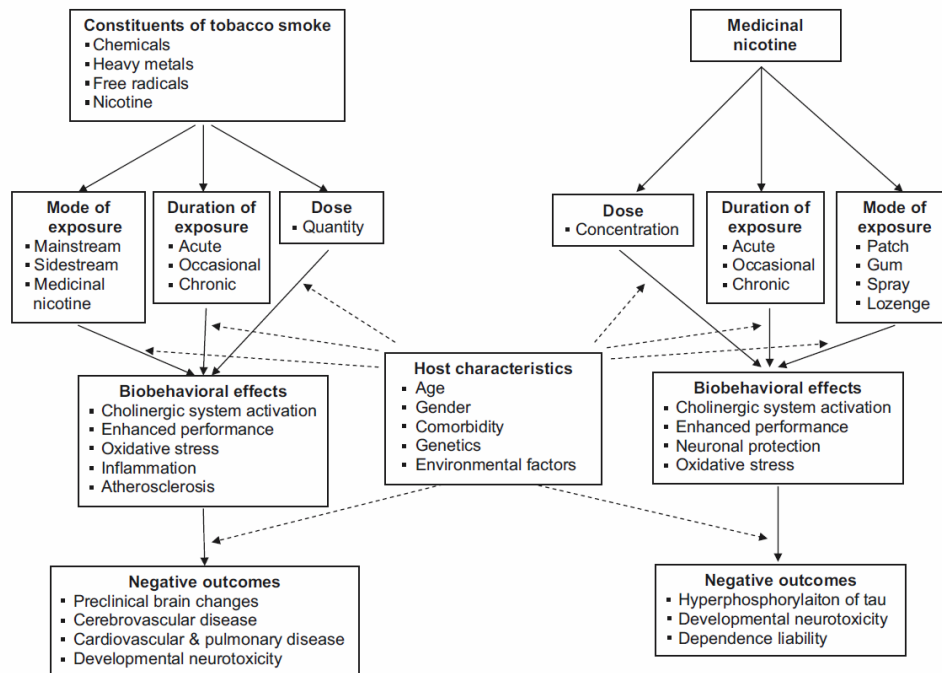 Constituents of tobacco smoke
▪ Chemicals
▪ Heavy metals
▪ Free radicals
▪ Nicotine
Medicinal
nicotine
Mode of
exposure
▪ Mainstream
▪ Sidestream
▪ Medicinal
nicotine
Duration of
exposure
▪ Acute
▪ Occasional
▪ Chronic
Dose
▪ Quantity
Dose
▪ Concentration
Duration of
exposure
▪ Acute
▪ Occasional
▪ Chronic
Mode of
exposure
▪ Patch
▪ Gum
▪ Spray
▪ Lozenge
Host characteristics
▪ Age
▪ Gender
▪ Comorbidity
▪ Genetics
▪ Environmental factors
Biobehavioral effects
▪ Cholinergic system activation
▪ Enhanced performance
▪ Oxidative stress
▪ Inflammation
▪ Atherosclerosis
Biobehavioral effects
▪ Cholinergic system activation
▪ Enhanced performance
▪ Neuronal protection
▪ Oxidative stress
Negative outcomes
▪ Preclinical brain changes
▪ Cerebrovascular disease
▪ Cardiovascular & pulmonary disease
▪ Developmental neurotoxicity
Negative outcomes
▪ Hyperphosphorylaiton of tau
▪ Developmental neurotoxicity
▪ Dependence liability